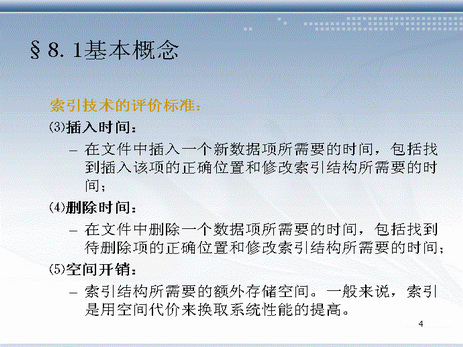 §8.1基本概念
索引技术的评价标准：
⑶插入时间：
– 在文件中插入一个新数据项所需要的时间，包括找
到插入该项的正确位置和修改索引结构所需要的时
间；
⑷删除时间：
– 在文件中删除一个数据项所需要的时间，包括找到
待删除项的正确位置和修改索引结构所需要的时间；
⑸空间开销：
– 索引结构所需要的额外存储空间。一般来说，索引
是用空间代价来换取系统性能的提高。
4